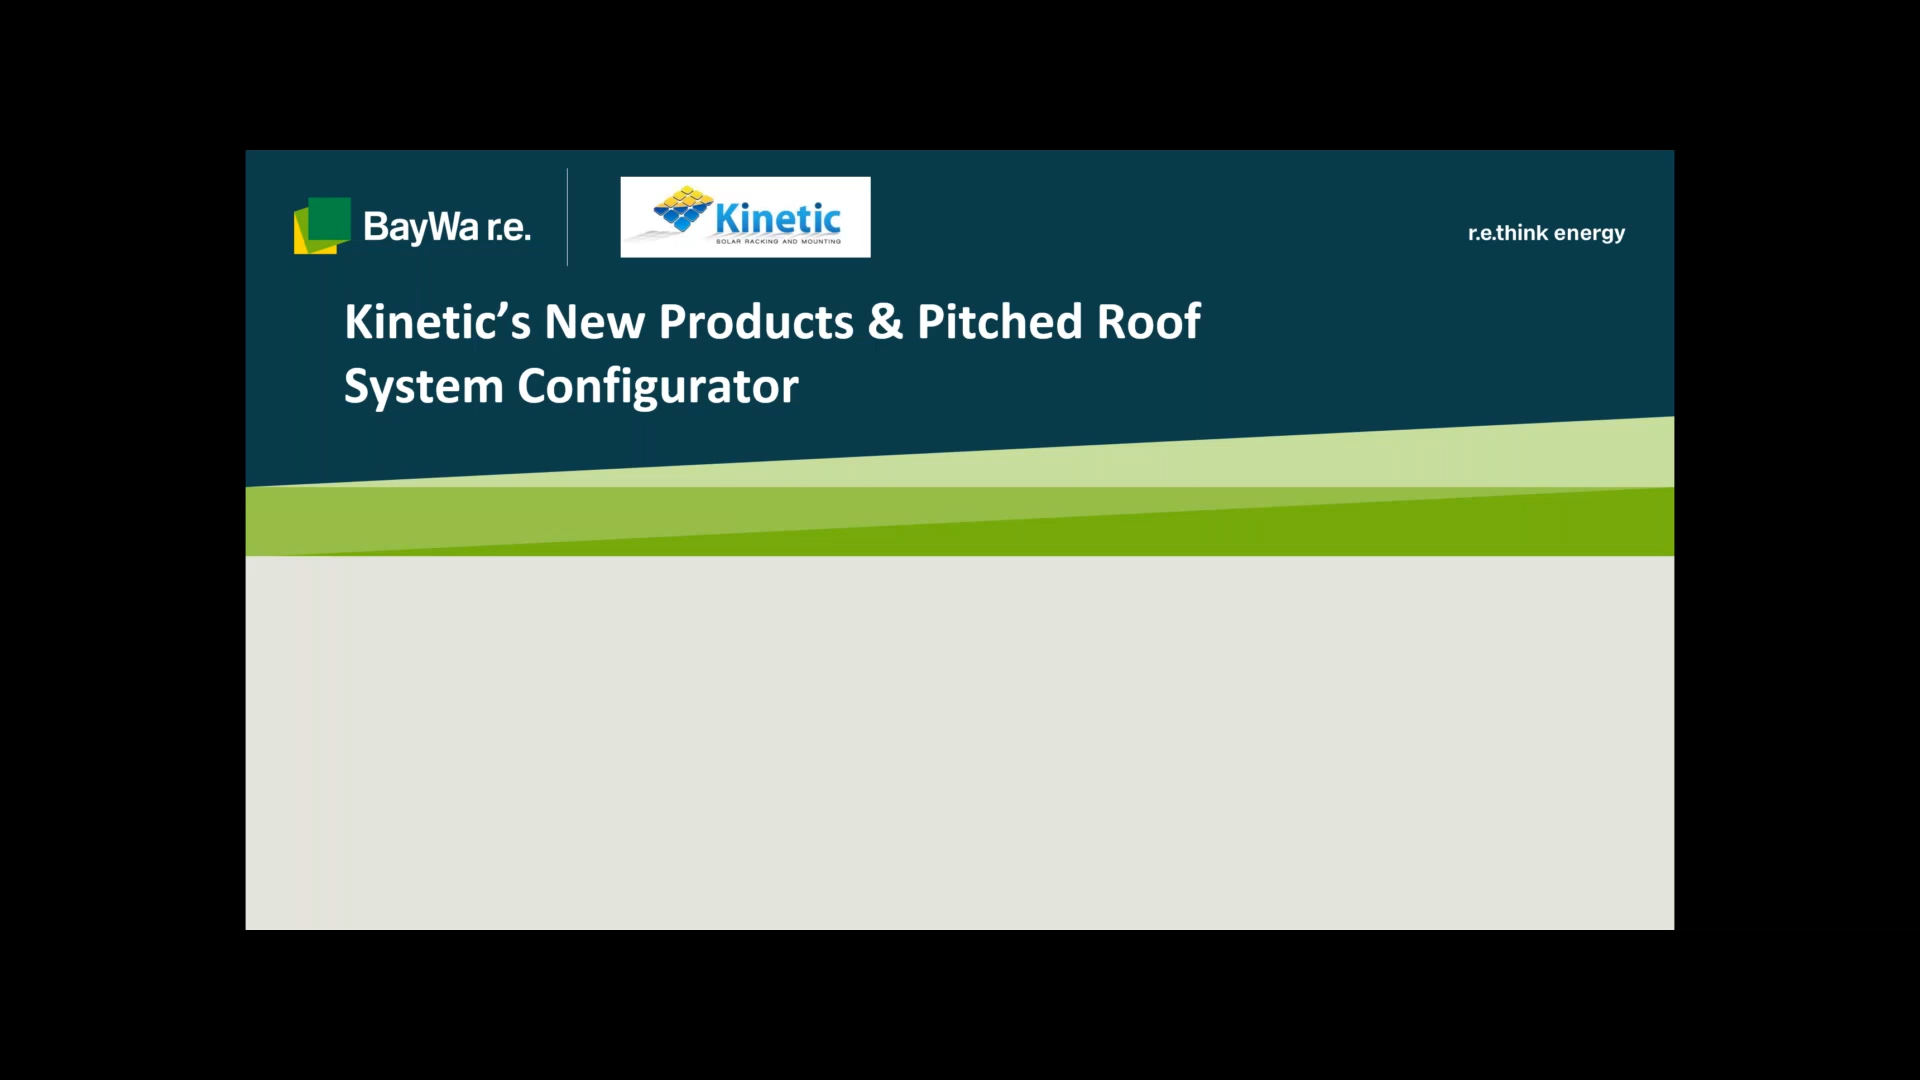 BayWa r.e.
Kinetic
SOLAR RACKING AND MOUNTING
r.e.think energy
Kinetic’s New Products & Pitched Roof
System Configurator